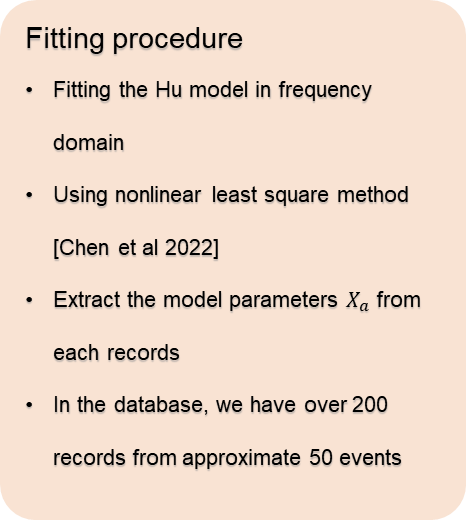 Fitting procedure
• Fitting the Hu model in frequency
domain
• Using nonlinear least square method
[Chen et al 2022]
• Extract the model parameters Xₐ from
each records
• In the database, we have over 200
records from approximate 50 events